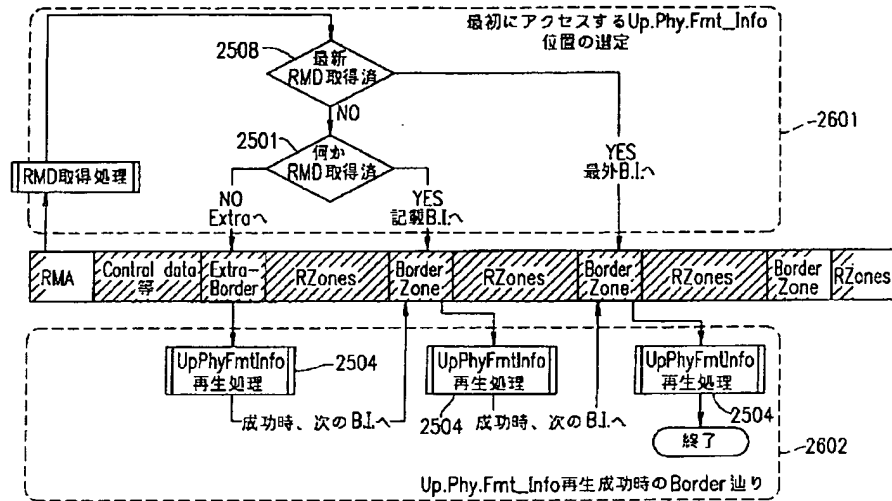 最初にアクセスするUp.Phy.Fmt_Info
位置の選定
2508
最新
RMD取得済
NO
2501
何か
RMD取得済
2601
RMD取得処理
YES
最外B.I.へ
NO
Extraへ
YES
記載B.I.へ
RMA
Control data
等
Extra-
Border
RZones
Border
Zone
RZones
Border
Zone
RZones
Border
Zone
RZones
UpPhyFmtInfo
再生処理
2504
UpPhyFmtInfo
再生処理
UpPhyFmtInfo
再生処理
成功時、次のB.I.へ
2504
成功時、次のB.I.へ
2504
終了
2602
Up.Phy.Fmt_Info再生成功時のBorder辿り